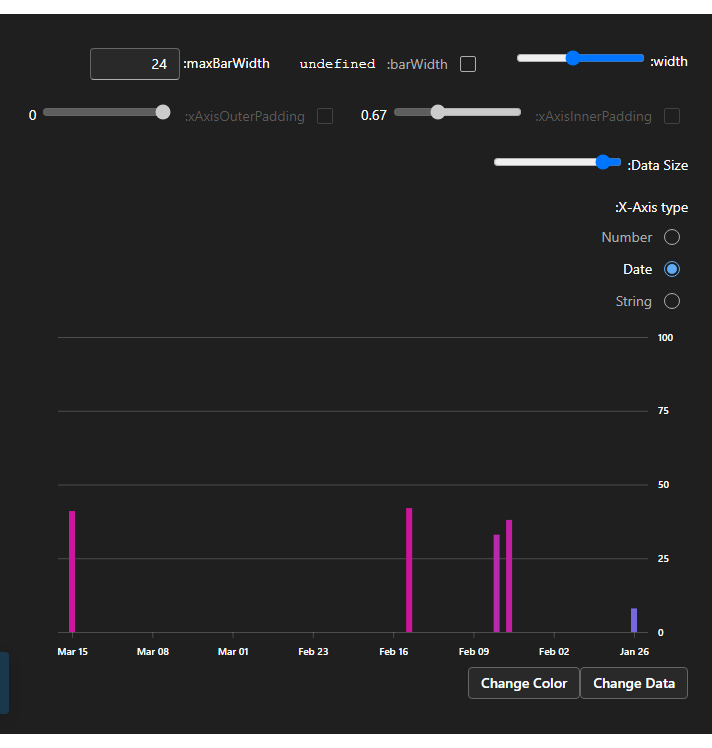 width:
barWidth: undefined
maxBarWidth: 24
xAxisInnerPadding: 0.67
xAxisOuterPadding: 0
Data Size:
X-Axis type:
Number
Date
String
100
75
50
25
0
Mar 15 Mar 08 Mar 01 Feb 23 Feb 16 Feb 09 Feb 02 Jan 26
Change Color Change Data